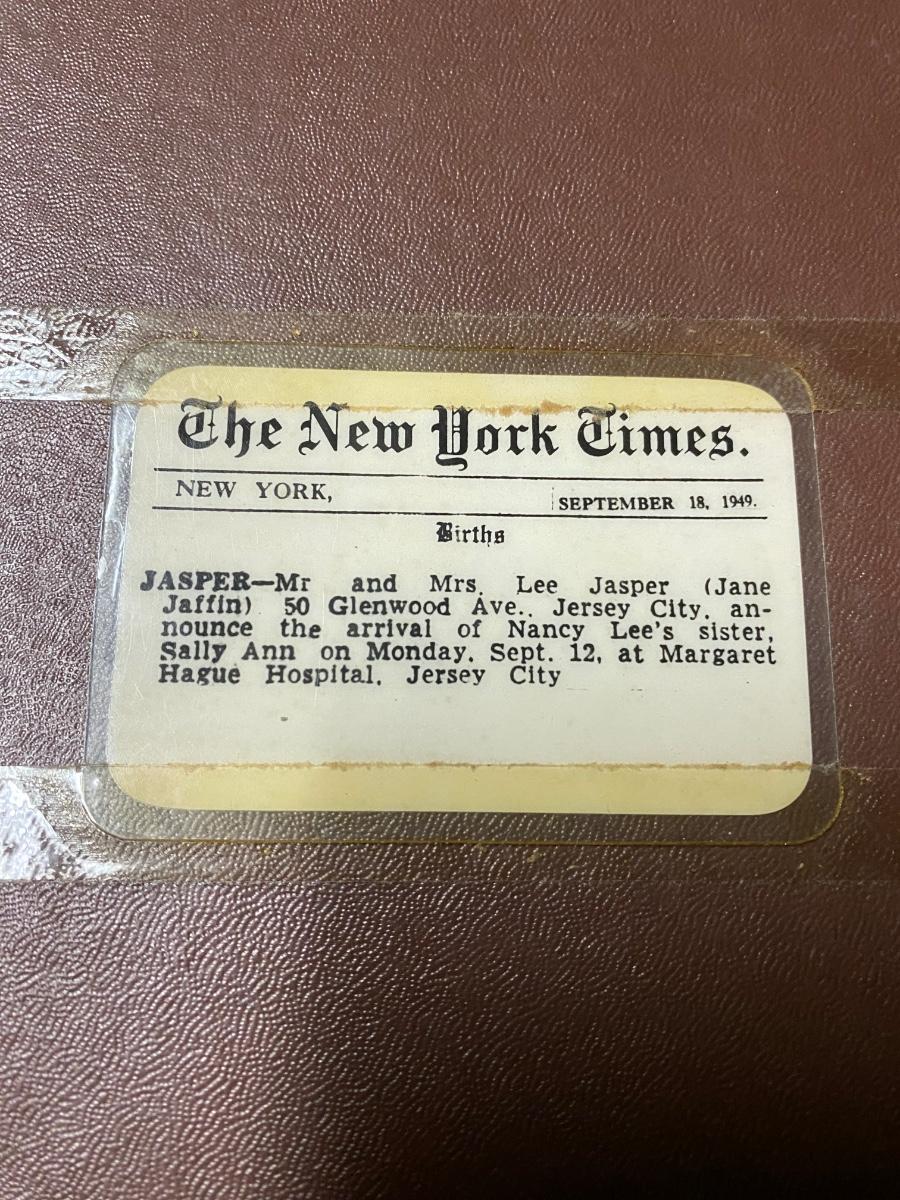 The New York Times.
NEW YORK,
SEPTEMBER 18, 1949.
Births
JASPER—Mr and Mrs. Lee Jasper (Jane
Jaffin) 50 Glenwood Ave., Jersey City, an-
nounce the arrival of Nancy Lee's sister,
Sally Ann on Monday, Sept. 12, at Margaret
Hague Hospital, Jersey City